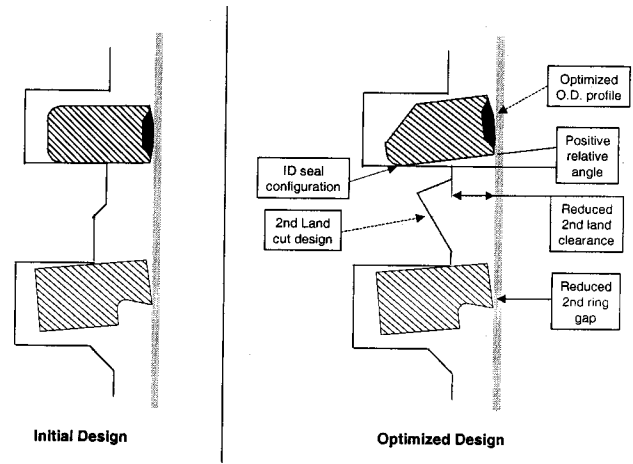 Optimized
O.D. profile
Positive
relative
angle
ID seal
configuration
2nd Land
cut design
Reduced
2nd land
clearance
Reduced
2nd ring
gap
Initial Design
Optimized Design